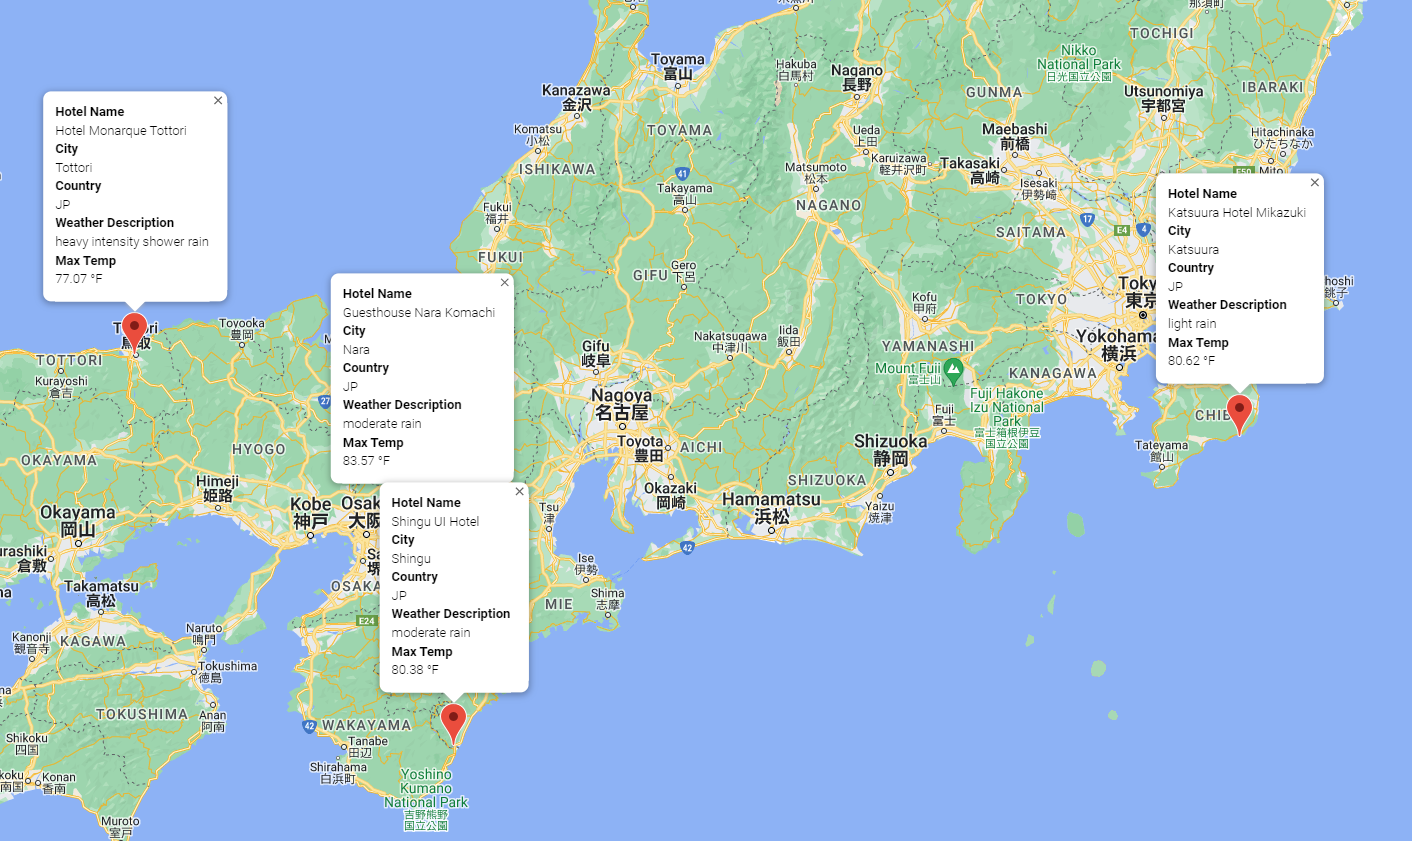 Hotel Name
Hotel Monarque Tottori
City
Tottori
Country
JP
Weather Description
heavy intensity shower rain
Max Temp
77.07 °F
Hotel Name
Guesthouse Nara Komachi
City
Nara
Country
JP
Weather Description
moderate rain
Max Temp
83.57 °F
Hotel Name
Shingu UI Hotel
City
Shingu
Country
JP
Weather Description
moderate rain
Max Temp
80.38 °F
Hotel Name
Katsuura Hotel Mikazuki
City
Katsuura
Country
JP
Weather Description
light rain
Max Temp
80.62 °F
那須町
TOCHIGI
Nikko
National Park
日光国立公園
Toyama
富山
Hakuba
白馬村
Nagano
長野
Kanazawa
金沢
GUNMA
Utsunomiya
宇都宮
IBARAKI
Komatsu
小松
TOYAMA
Ueda
上田
Maebashi
前橋
Hitachinaka
ひたちなか
ISHIKAWA
41
Matsumoto
松本
Karuizawa
軽井沢町
Takasaki
高崎
E50
Mito
Takayama
高山
Isesaki
伊勢崎
Fukui
福井
NAGANO
17
E4
4
SAITAMA
FUKUI
GIFU
Gero
下呂
Kofu
甲府
TOKYO
東京
Toyooka
豊岡
Nakatsugawa
中津川
Iida
飯田
YAMANASHI
Yokohama
横浜
TOTTORI
Kurayoshi
倉吉
Gifu
岐阜
Mount Fuji
富士山
KANAGAWA
27
Nagoya
名古屋
Fuji
富士
Fuji Hakone
Izu National
Park
富士箱根伊豆
国立公園
Tateyama
館山
OKAYAMA
HYOGO
Toyota
豊田
AICHI
Shizuoka
静岡
Himeji
姫路
Okazaki
岡崎
SHIZUOKA
Kobe
神戸
Okayama
岡山
Tsu
津
Hamamatsu
浜松
Yaizu
焼津
42
倉敷
Takamatsu
高松
OSAKA
Ise
伊勢
MIE
Shima
志摩
E24
Kanonji
観音寺
KAGAWA
Naruto
鳴門
Tokushima
徳島
TOKUSHIMA
Anan
阿南
42
WAKAYAMA
Tanabe
田辺
Shikoku
四国
Shirahama
白浜町
Konan
香南
Yoshino
Kumano
National Park
吉野熊野
国立公園
Muroto
室戸